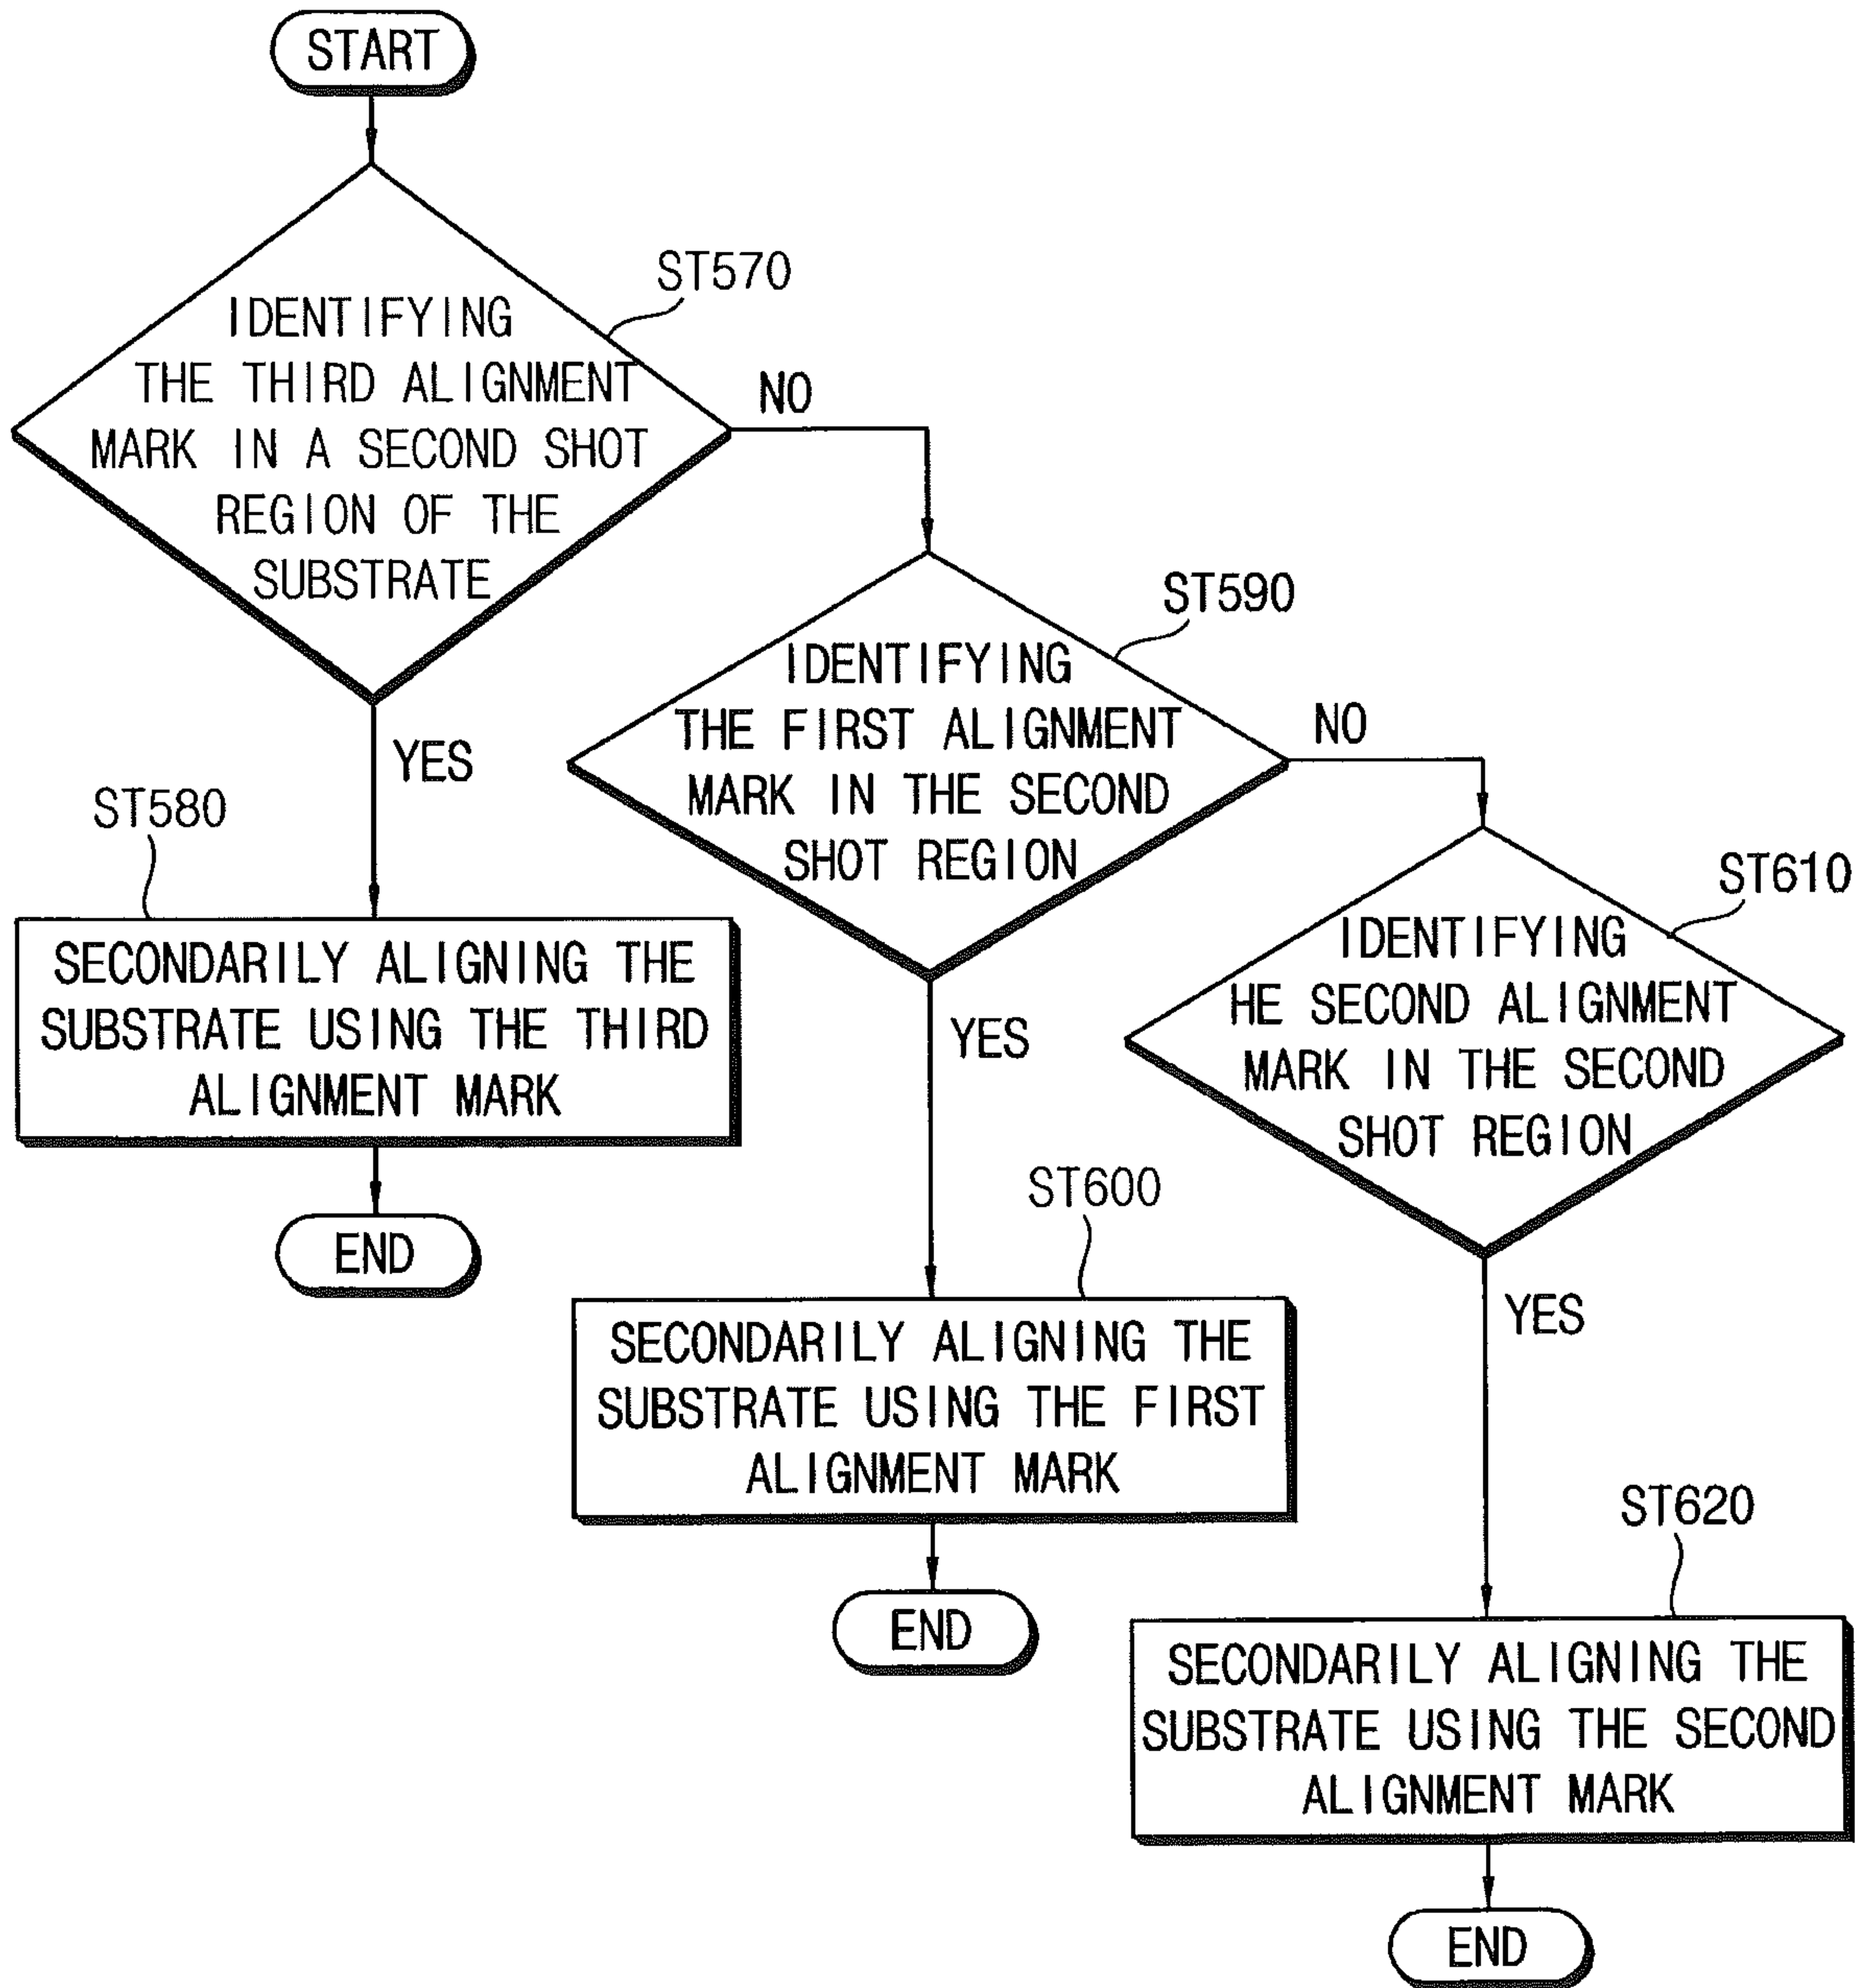 START
ST570
IDENTIFYING
THE THIRD ALIGNMENT
MARK IN A SECOND SHOT
REGION OF THE
SUBSTRATE
NO
YES
ST590
IDENTIFYING
THE FIRST ALIGNMENT
MARK IN THE SECOND
SHOT REGION
NO
YES
ST580
SECONDARILY ALIGNING THE
SUBSTRATE USING THE THIRD
ALIGNMENT MARK
END
ST610
IDENTIFYING
HE SECOND ALIGNMENT
MARK IN THE SECOND
SHOT REGION
YES
ST600
SECONDARILY ALIGNING THE
SUBSTRATE USING THE FIRST
ALIGNMENT MARK
END
ST620
SECONDARILY ALIGNING THE
SUBSTRATE USING THE SECOND
ALIGNMENT MARK
END